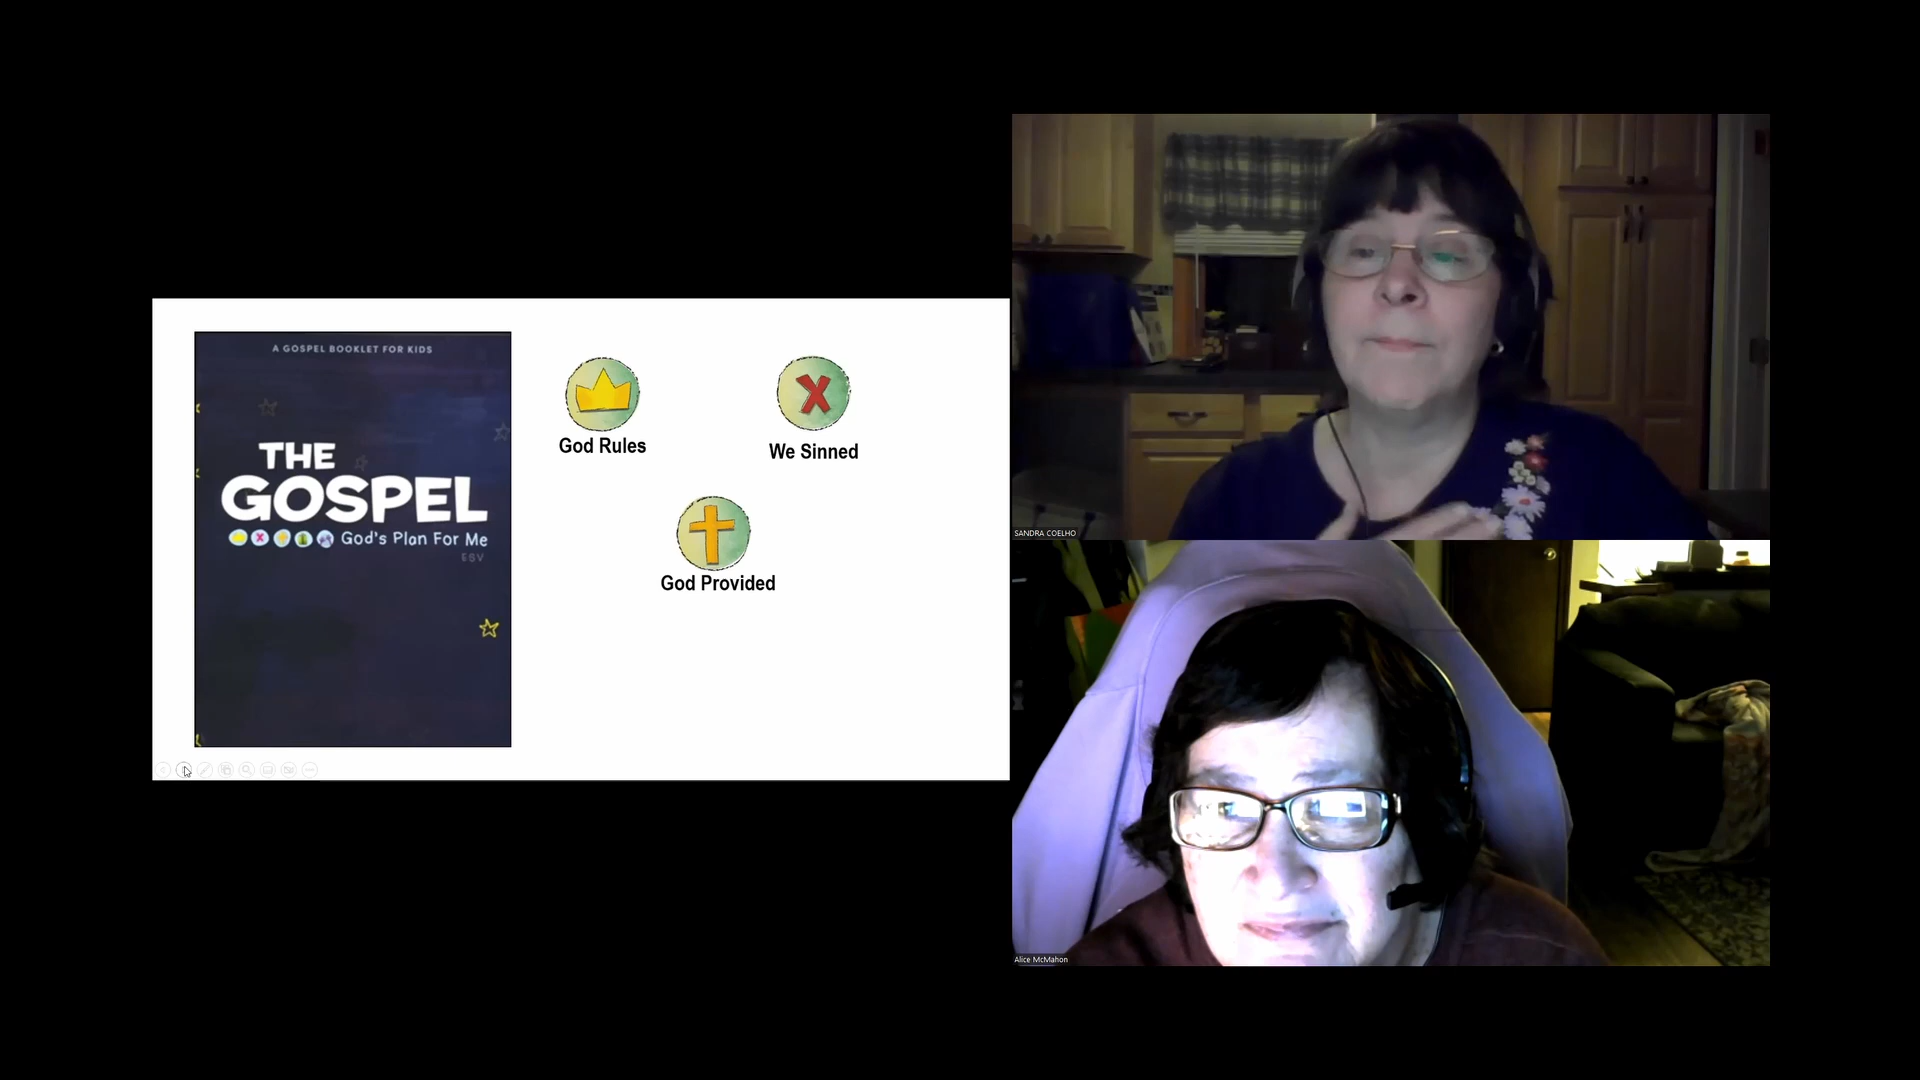 A GOSPEL BOOKLET FOR KIDS
THE
GOSPEL
God's Plan For Me
ESV
God Rules
We Sinned
God Provided
SANDRA COELHO
Alice McMahon